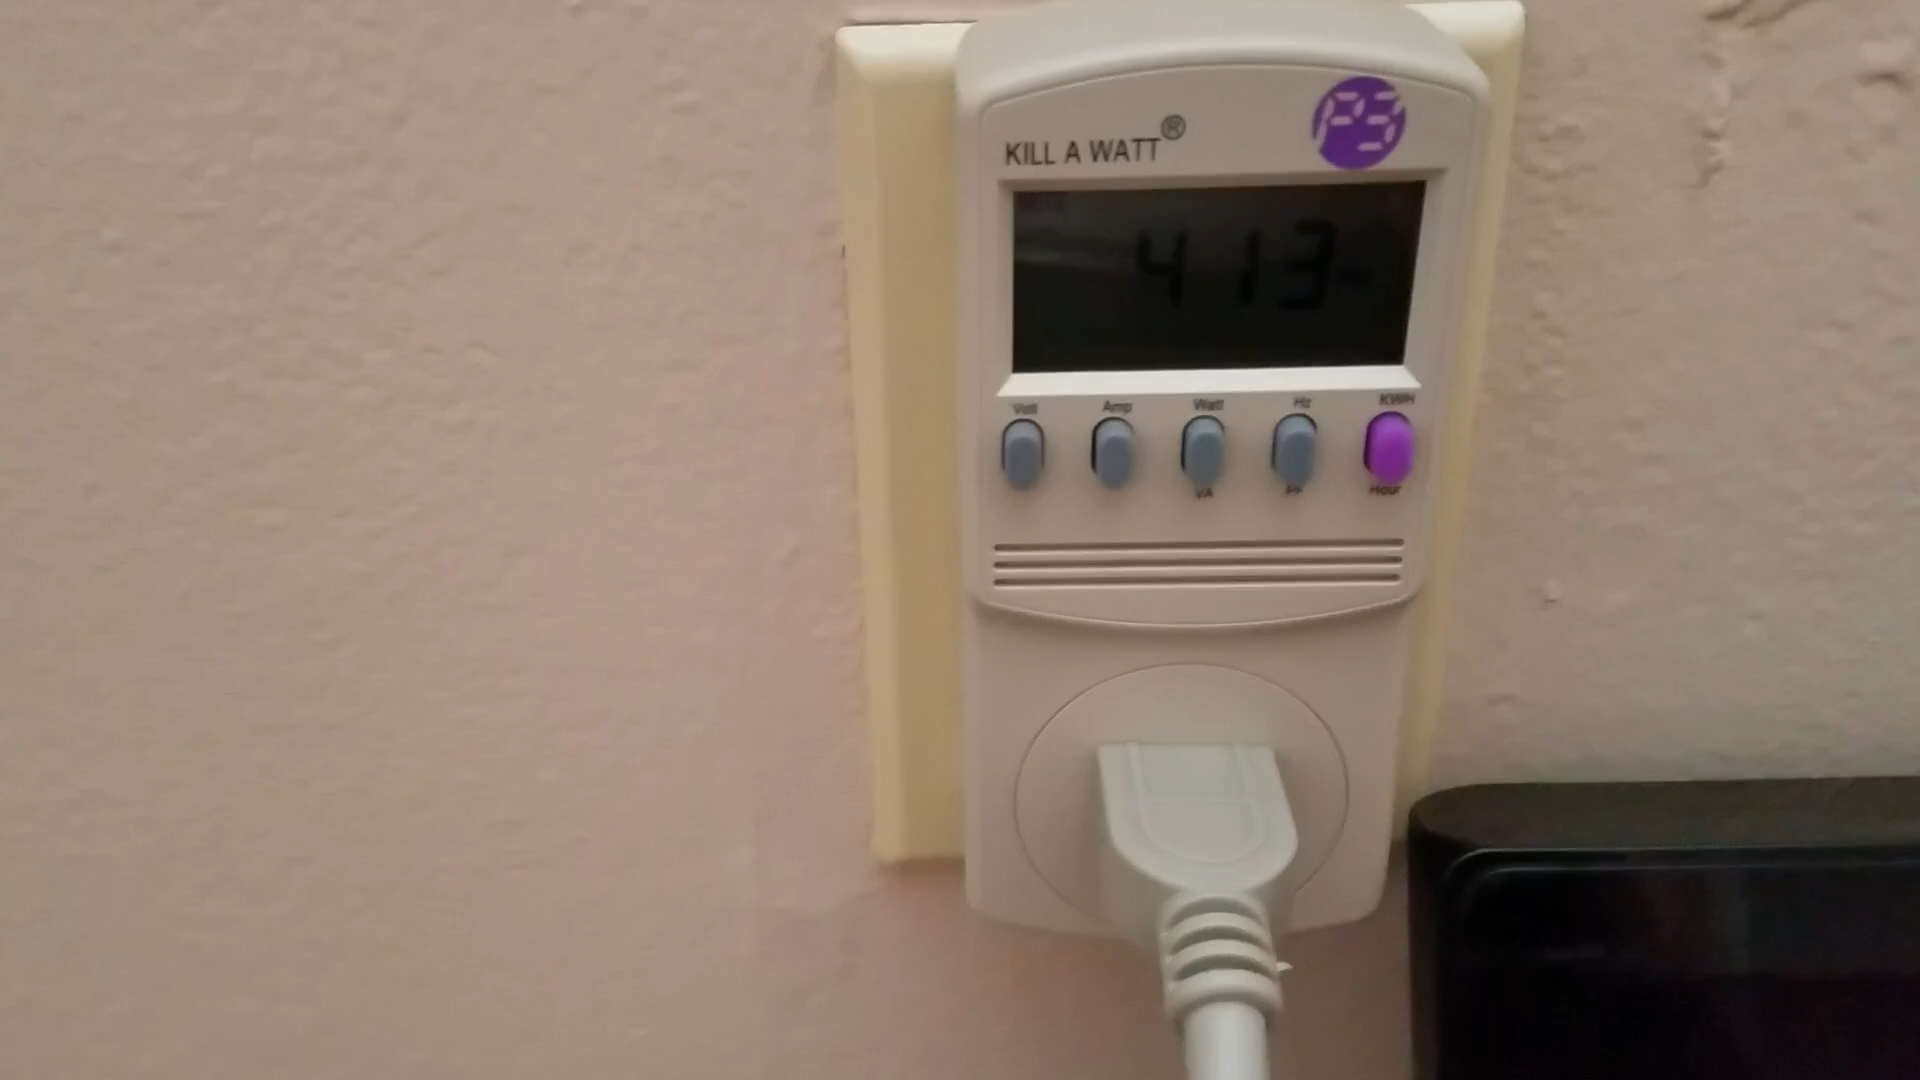 P3
KILL A WATT®
413
Volt Amp Watt Hz KWH
VA PF Hour